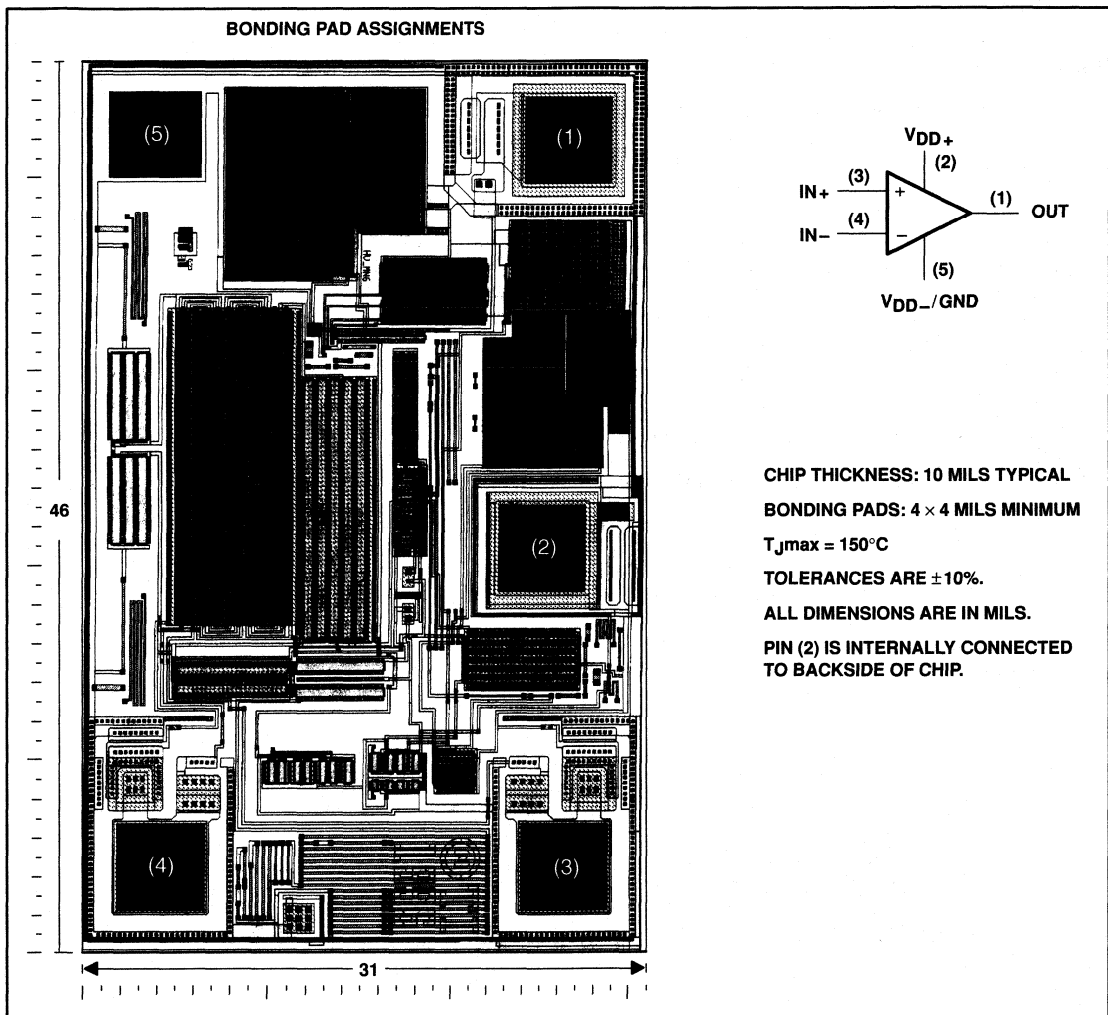 BONDING PAD ASSIGNMENTS
(5)
(1)
(2)
(4)
(3)
46
31
VDD+
(2)
IN+ (3) + (1) OUT
IN− (4) −
(5)
VDD−/GND
CHIP THICKNESS: 10 MILS TYPICAL
BONDING PADS: 4 × 4 MILS MINIMUM
TJmax = 150°C
TOLERANCES ARE ±10%.
ALL DIMENSIONS ARE IN MILS.
PIN (2) IS INTERNALLY CONNECTED
TO BACKSIDE OF CHIP.